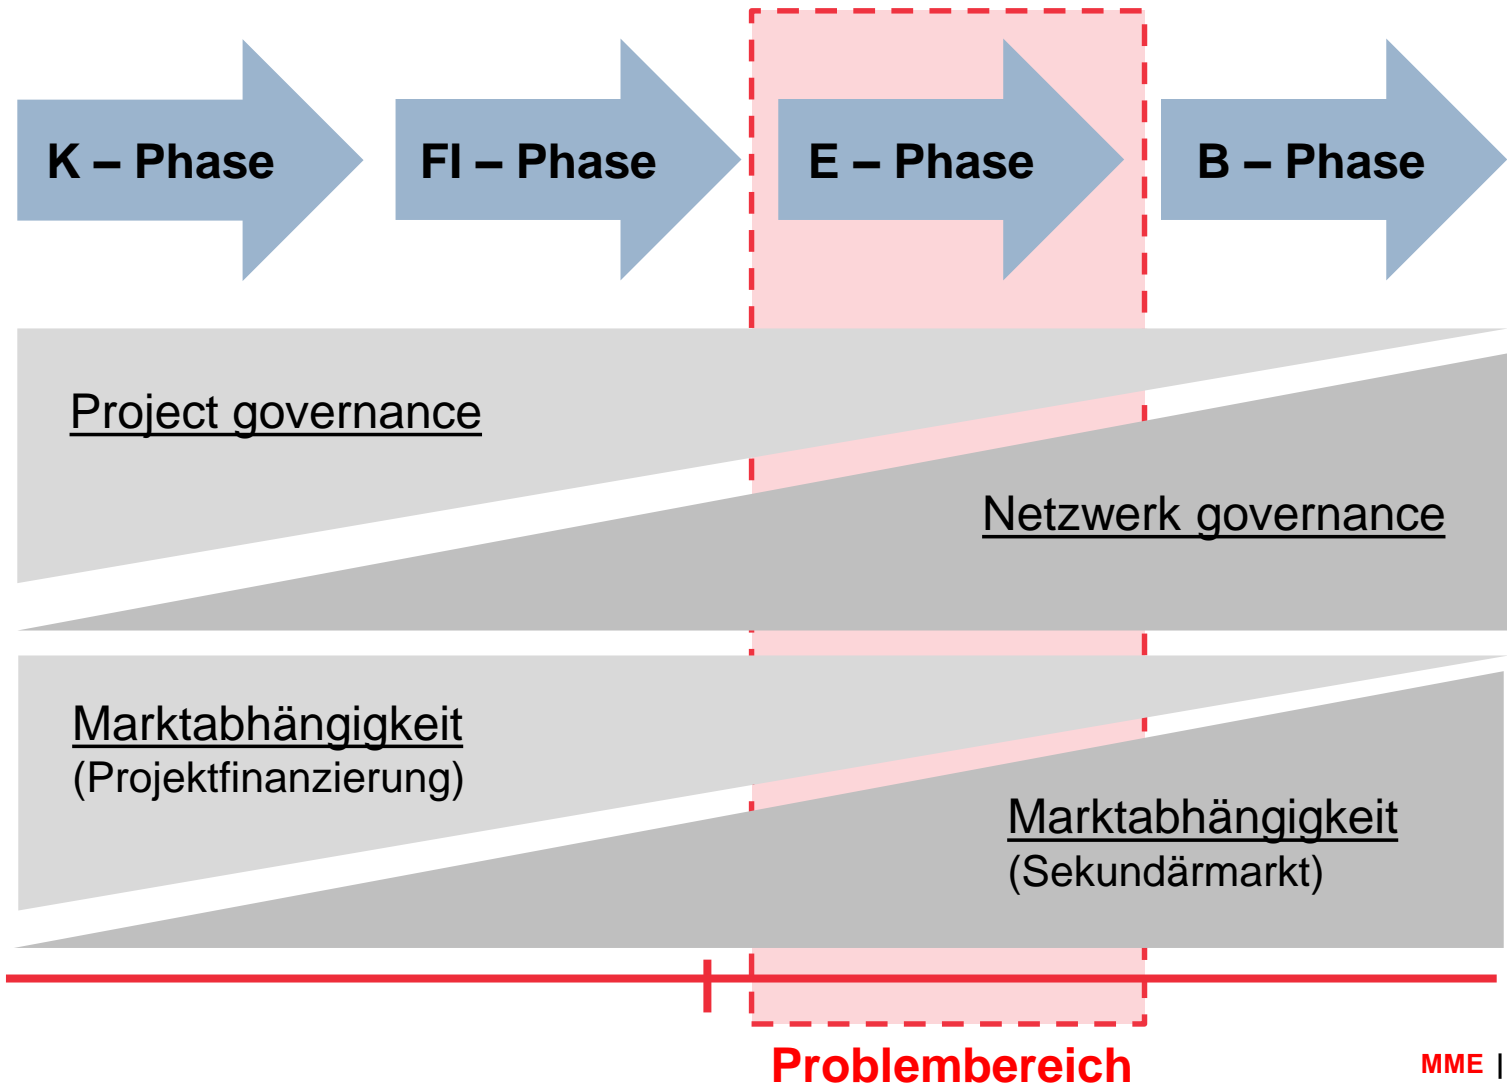 K – Phase
FI – Phase
E – Phase
B – Phase
Project governance
Netzwerk governance
Marktabhängigkeit
(Projektfinanzierung)
Marktabhängigkeit
(Sekundärmarkt)
Problembereich
MME |